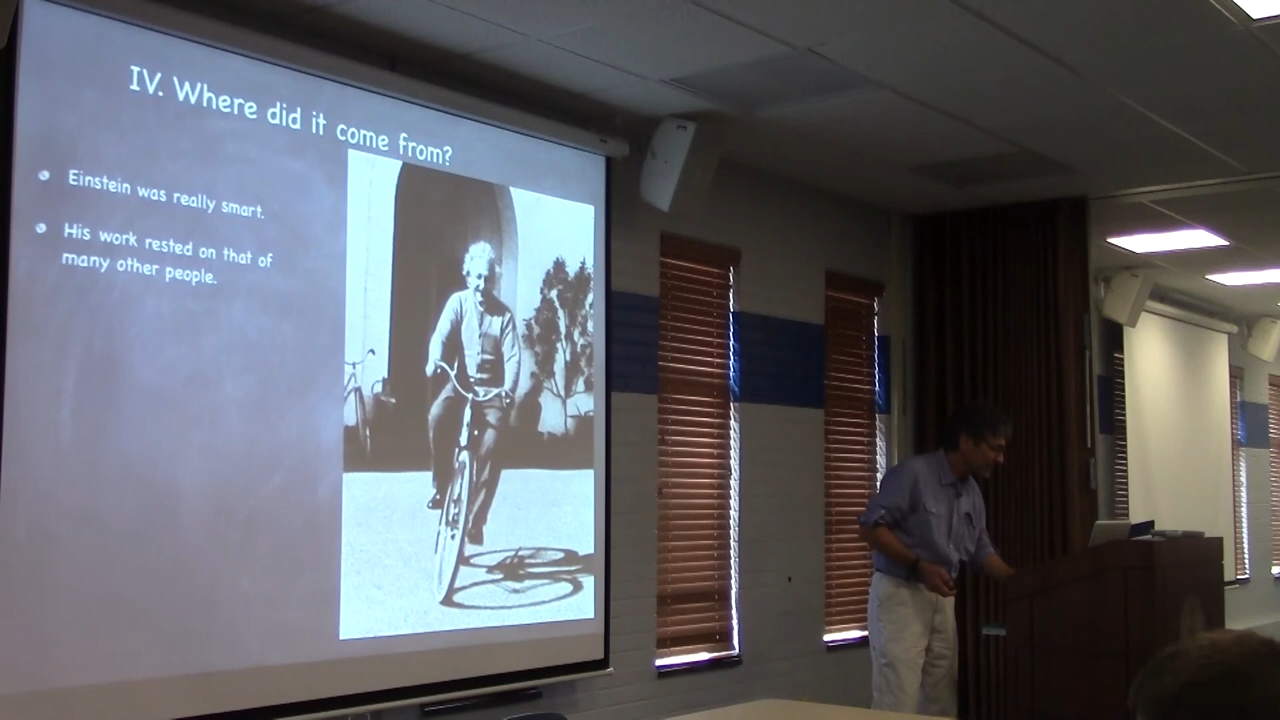 IV. Where did it come from?
Einstein was really smart.
His work rested on that of
many other people.